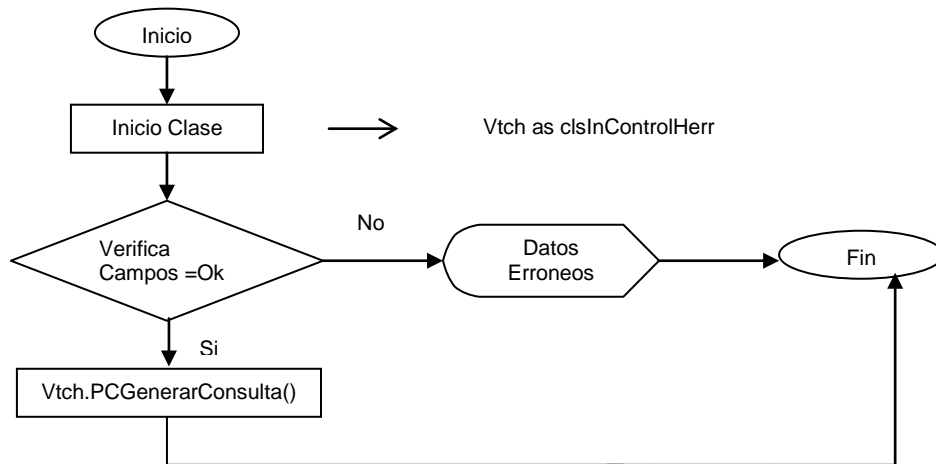 Inicio
Inicio Clase
Vtch as clsInControlHerr
Verifica
Campos =Ok
No
Datos
Erroneos
Fin
Si
Vtch.PCGenerarConsulta()